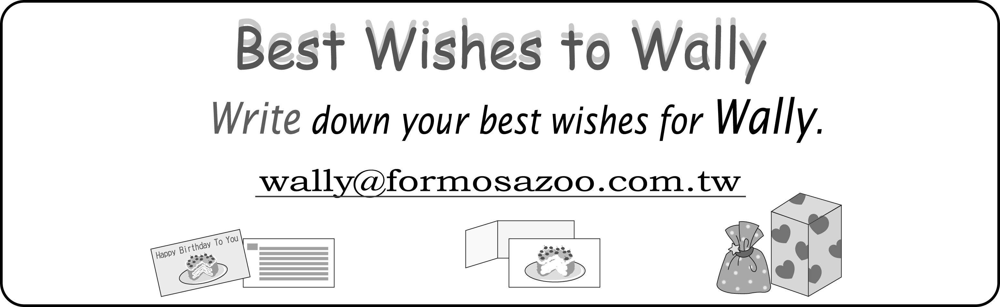 Best Wishes to Wally
Write down your best wishes for Wally.
wally@formosazoo.com.tw
Happy Birthday To You